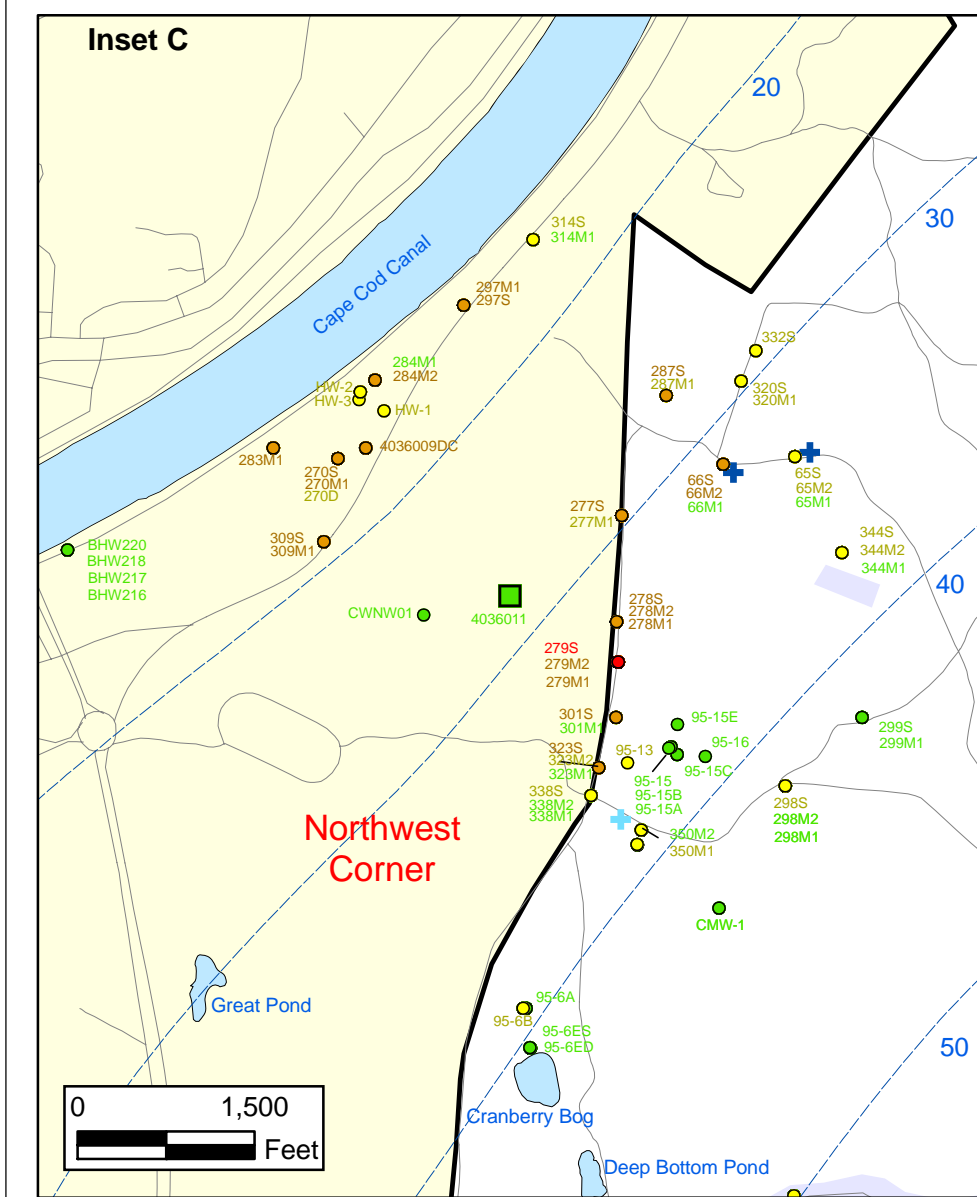 Inset C
20
30
314S
314M1
Cape Cod Canal
297M1
297S
332S
284M1
284M2
HW-2
HW-3
HW-1
287S
287M1
320S
320M1
283M1
4036009DC
270S
270M1
270D
66S
66M2
66M1
65S
65M2
65M1
277S
277M1
309S
309M1
344S
344M2
344M1
BHW220
BHW218
BHW217
BHW216
40
CWNW01
4036011
278S
278M2
278M1
279S
279M2
279M1
301S
301M1
95-15E
299S
299M1
323S
323M2
323M1
95-13
95-16
95-15C
95-15
95-15B
95-15A
338S
338M2
338M1
298S
298M2
298M1
Northwest
Corner
350M2
350M1
CMW-1
Great Pond
95-6A
95-6B
95-6ES
95-6ED
50
0 1,500
Feet
Cranberry Bog
Deep Bottom Pond